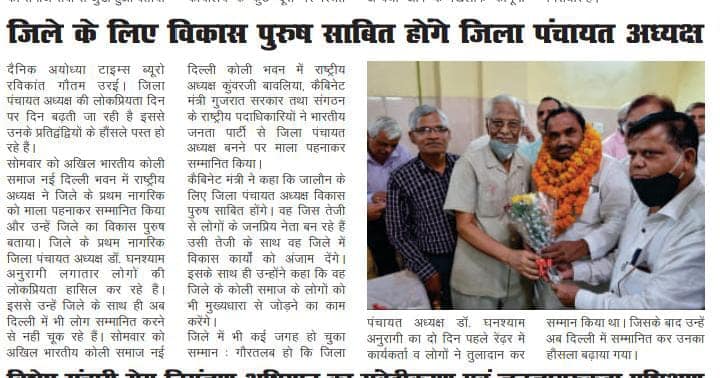 जिले के लिए विकास पुरुष साबित होंगे जिला पंचायत अध्यक्ष
दैनिक अयोध्या टाइम्स ब्यूरो
रविकांत गौतम उरई। जिला
पंचायत अध्यक्ष की लोकप्रियता दिन
पर दिन बढ़ती जा रही है इससे
उनके प्रतिद्वंद्वियों के हौंसले पस्त हो
रहे हैं।
सोमवार को अखिल भारतीय कोली
समाज नई दिल्ली भवन में राष्ट्रीय
अध्यक्ष ने जिले के प्रथम नागरिक
को माला पहनाकर सम्मानित किया
और उन्हें जिले का विकास पुरुष
बताया। जिले के प्रथम नागरिक
जिला पंचायत अध्यक्ष डॉ. घनश्याम
अनुरागी लगातार लोगों की
लोकप्रियता हासिल कर रहे है।
इससे उन्हें जिले के साथ ही अब
दिल्ली में भी लोग सम्मानित करने
से नही चूक रहे हैं। सोमवार को
अखिल भारतीय कोली समाज नई
दिल्ली कोली भवन में राष्ट्रीय
अध्यक्ष कुंवरजी बावलिया, कैबिनेट
मंत्री गुजरात सरकार तथा संगठन
के राष्ट्रीय पदाधिकारियों ने भारतीय
जनता पार्टी से जिला पंचायत
अध्यक्ष बनने पर माला पहनाकर
सम्मानित किया।
कैबिनेट मंत्री ने कहा कि जालौन के
लिए जिला पंचायत अध्यक्ष विकास
पुरुष साबित होंगे। वह जिस तेजी
से लोगों के जनप्रिय नेता बन रहे हैं
उसी तेजी के साथ वह जिले में
विकास कार्यों को अंजाम देंगे।
इसके साथ ही उन्होंने कहा कि वह
जिले के कोली समाज के लोगों को
भी मुख्यधारा से जोड़ने का काम
करेंगे।
जिले में भी कई जगह हो चुका
सम्मान : गौरतलब हो कि जिला
पंचायत अध्यक्ष डॉ. घनश्याम
अनुरागी का दो दिन पहले रेंढ़र में
कार्यकर्ता व लोगों ने तुलादान कर
सम्मान किया था। जिसके बाद उन्हें
अब दिल्ली में सम्मानित कर उनका
हौसला बढ़ाया गया।